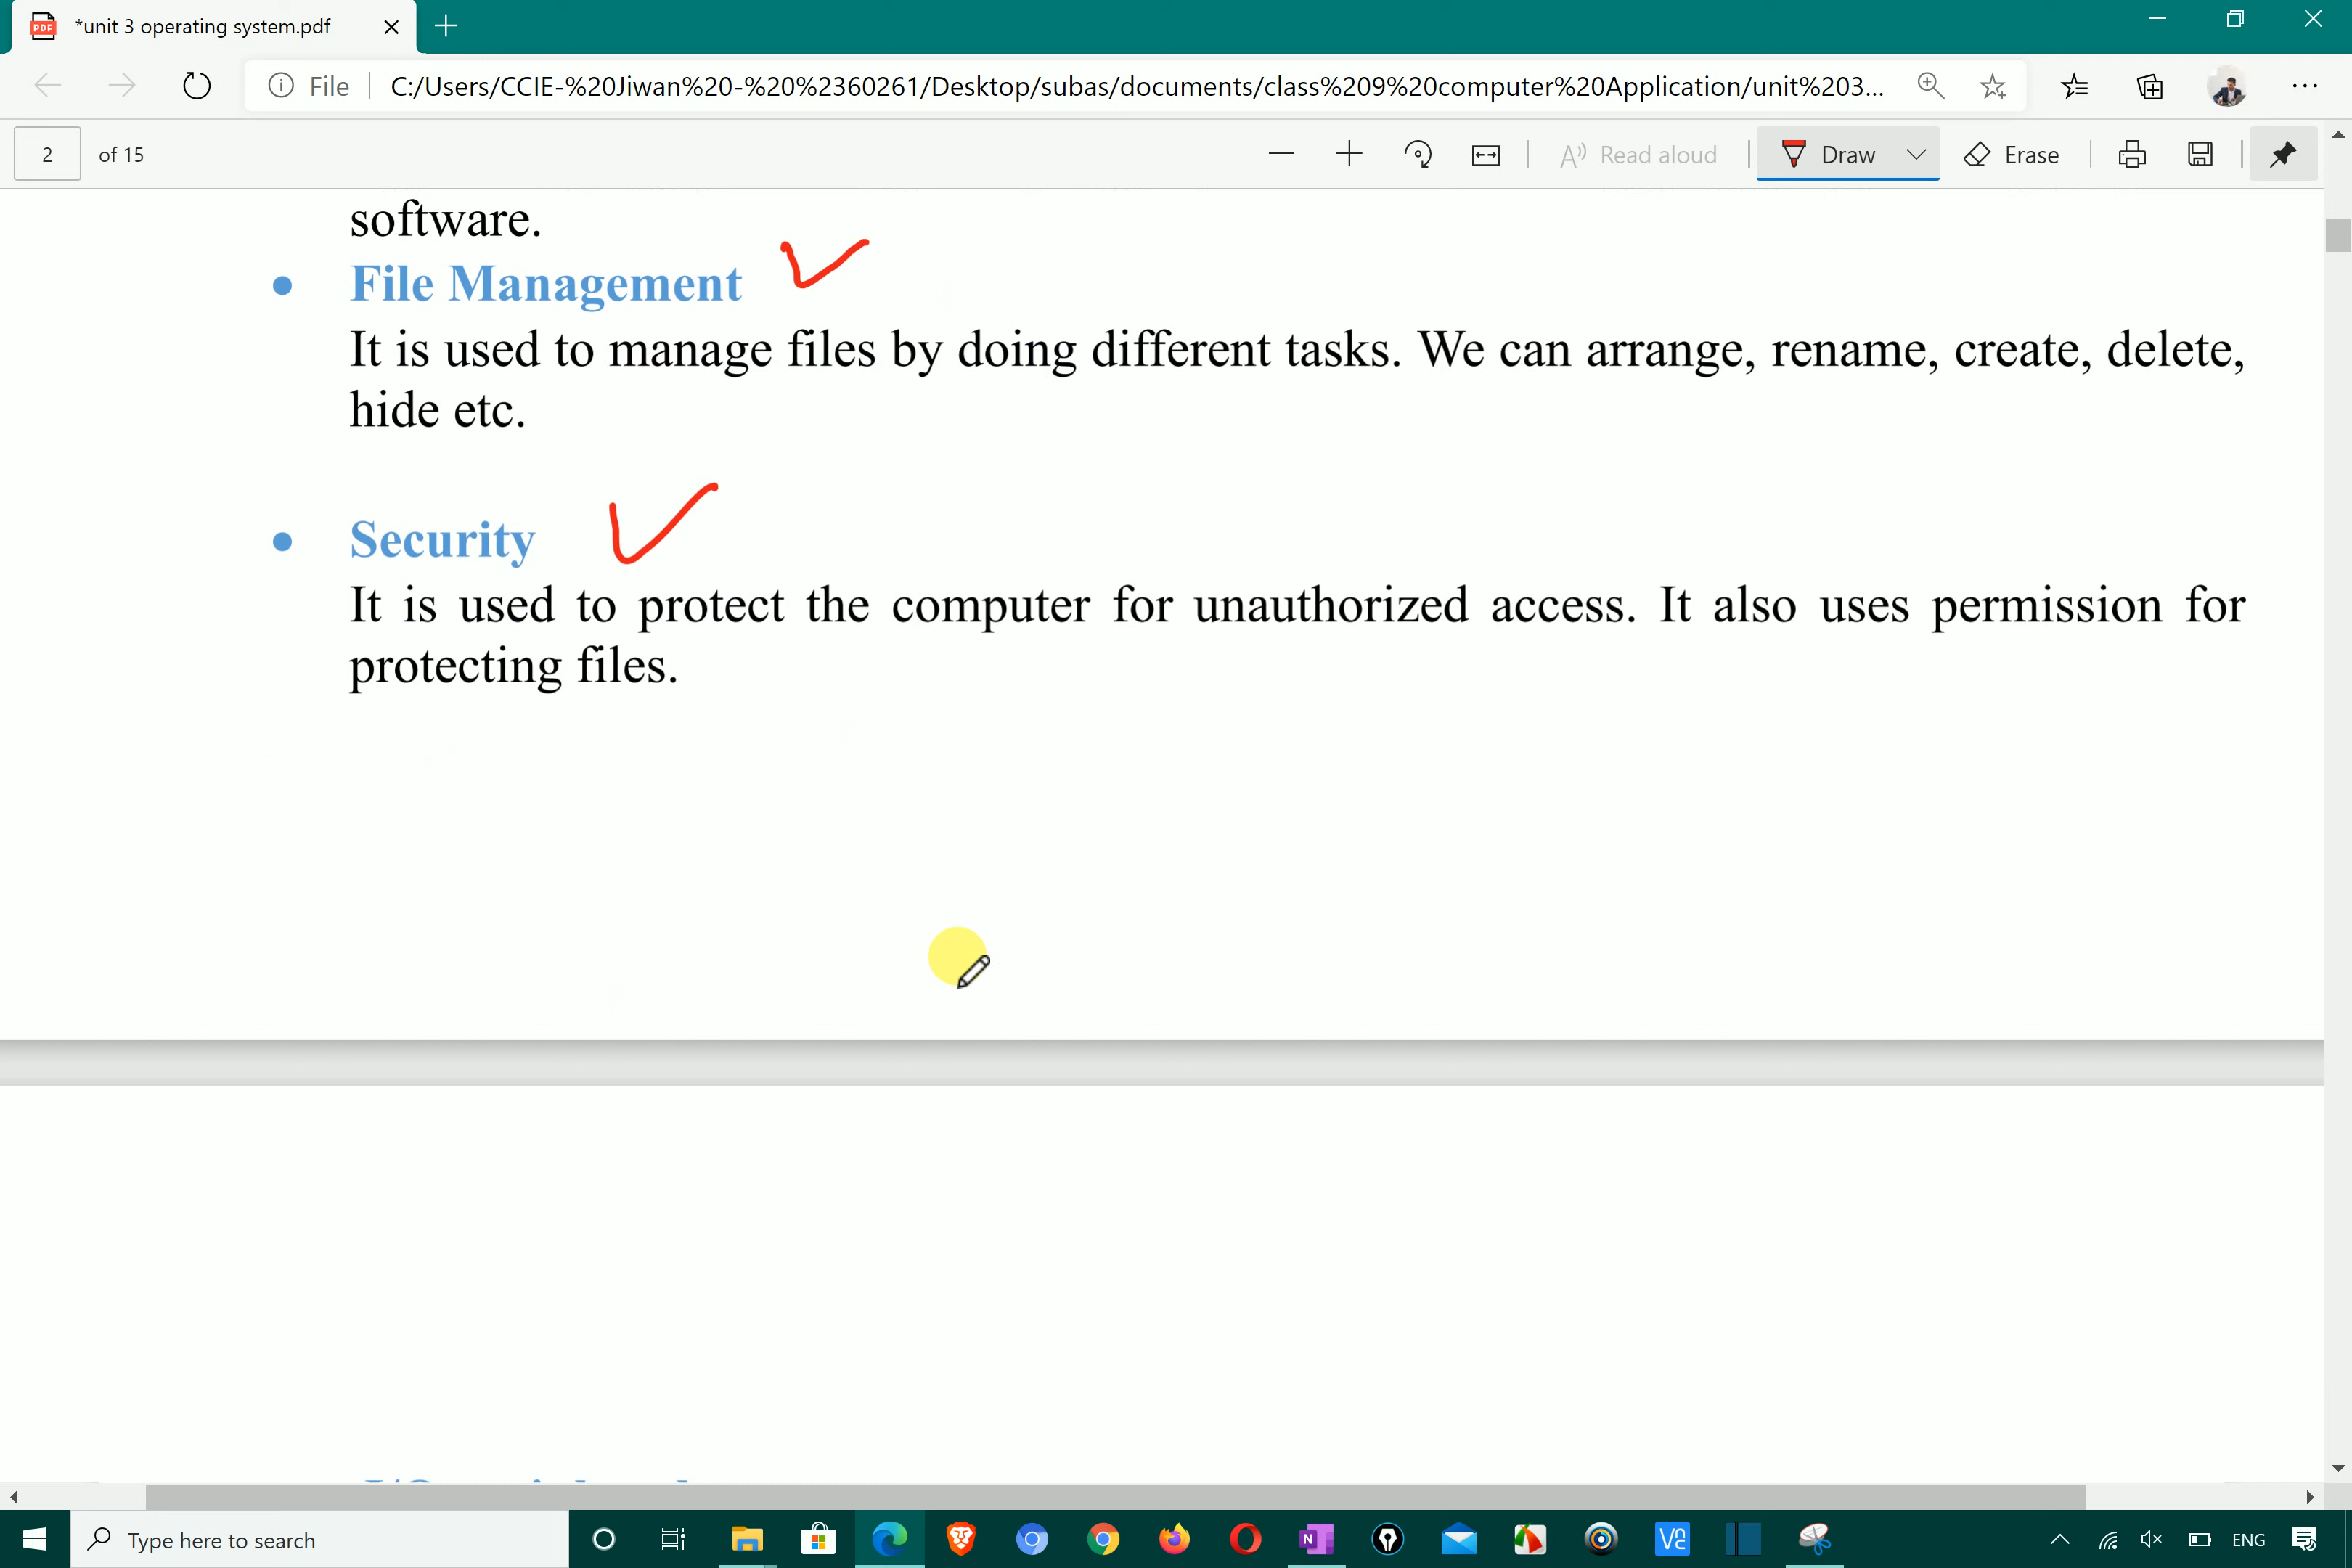 *unit 3 operating system.pdf
File
C:/Users/CCIE-%20Jiwan%20-%20%2360261/Desktop/subas/documents/class%209%20computer%20Application/unit%203...
2 of 15
Read aloud
Draw
Erase
software.
• File Management
It is used to manage files by doing different tasks. We can arrange, rename, create, delete,
hide etc.
• Security
It is used to protect the computer for unauthorized access. It also uses permission for
protecting files.
Type here to search
ENG